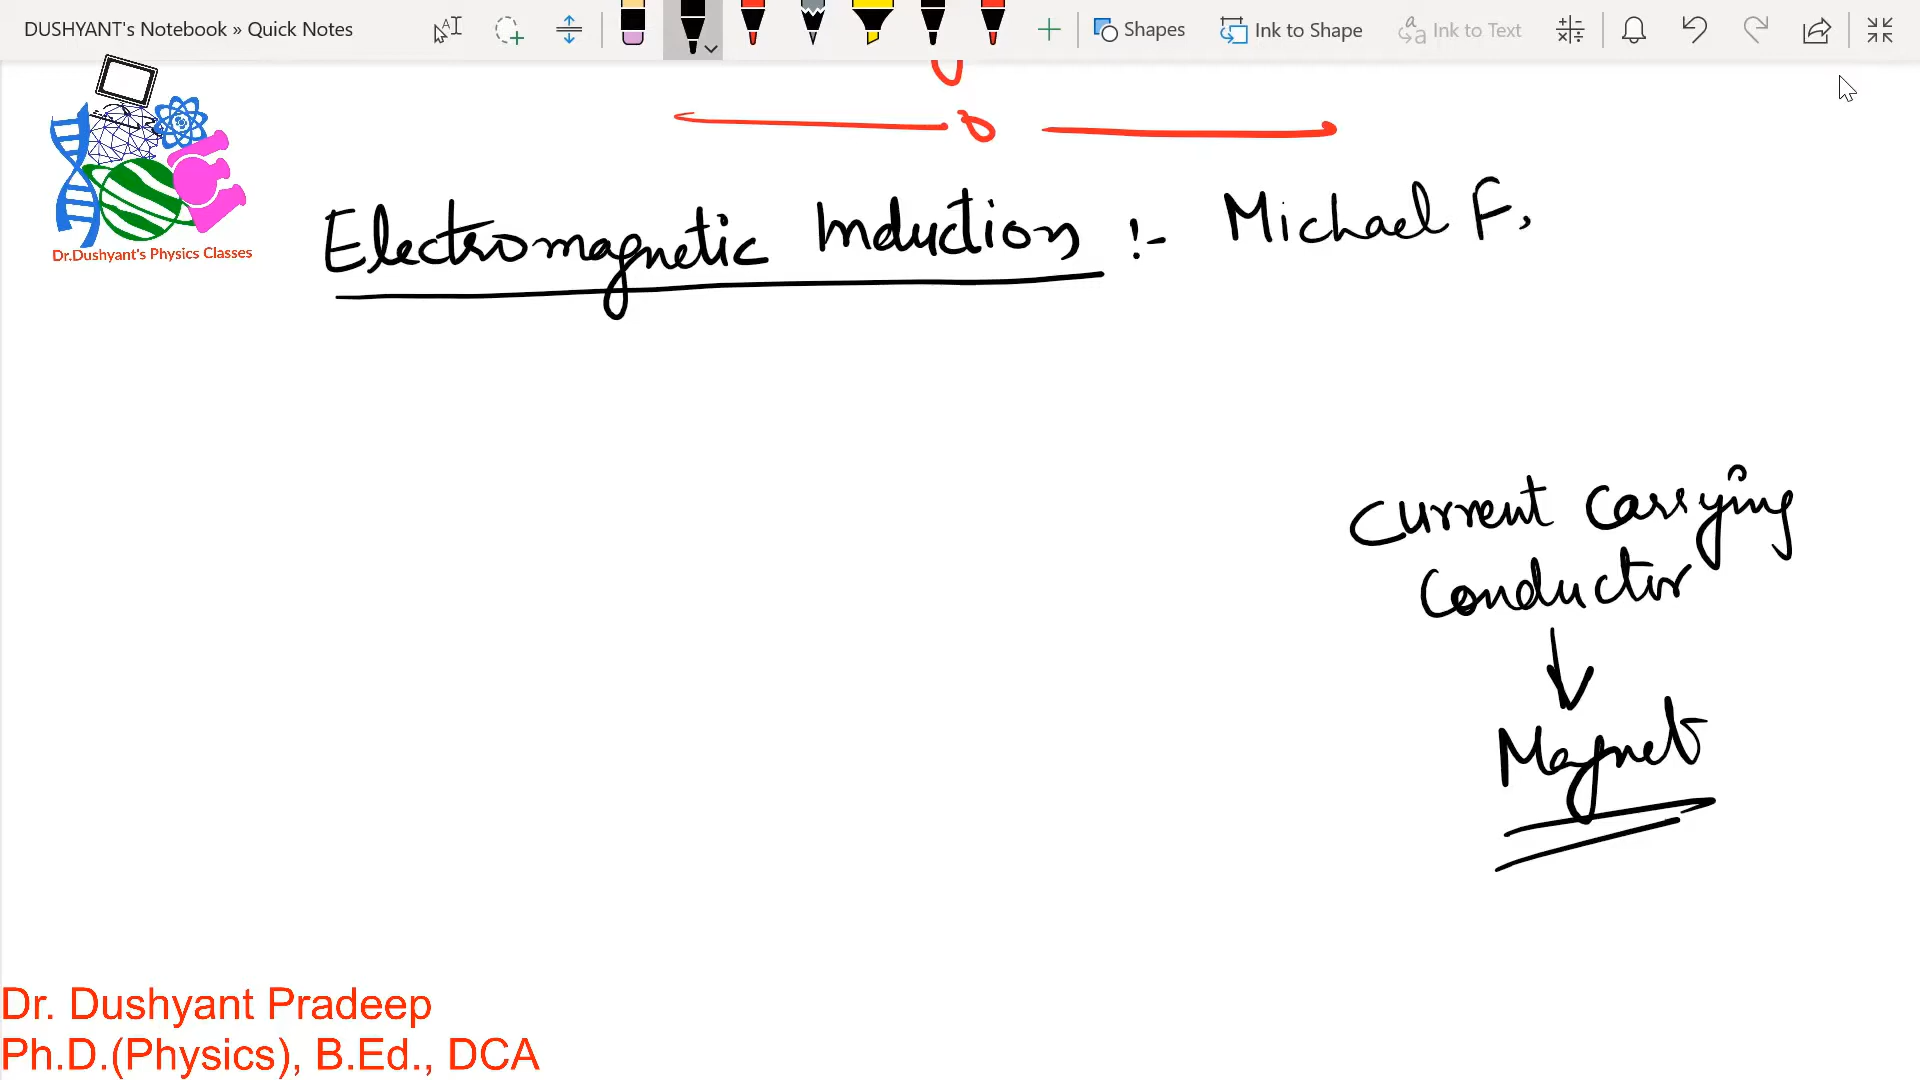 DUSHYANT's Notebook » Quick Notes
Shapes
Ink to Shape
Ink to Text
Dr.Dushyant's Physics Classes
Electromagnetic Induction :- Michael F.
Current Carrying
Conductor
↓
Magnet
Dr. Dushyant Pradeep
Ph.D.(Physics), B.Ed., DCA